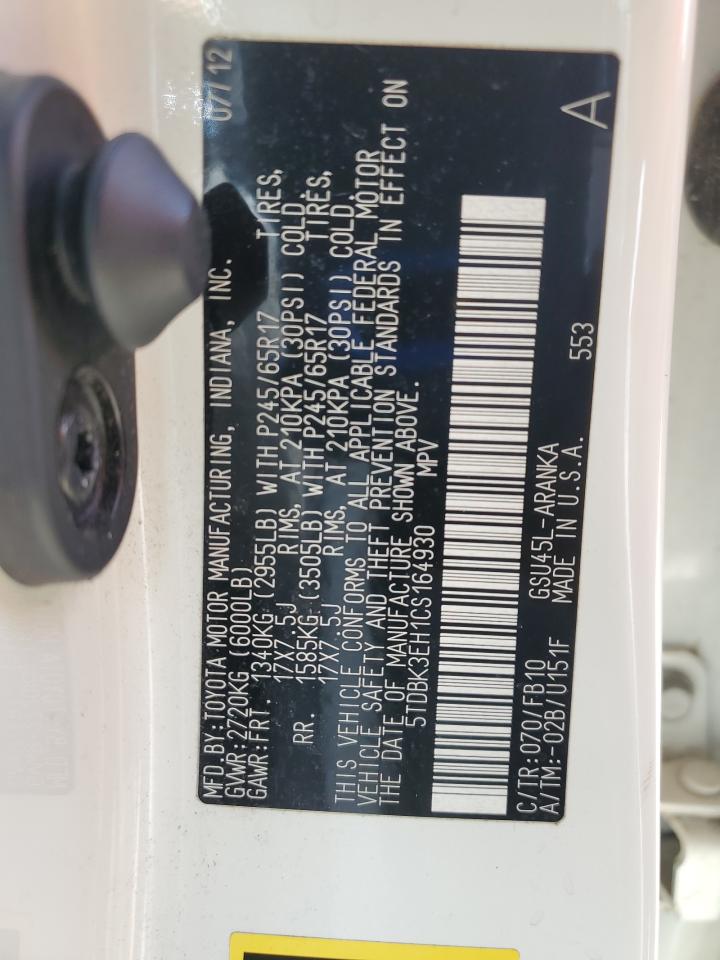 MFD.BY:TOYOTA MOTOR MANUFACTURING, INDIANA, INC. 07/12
GVWR:2720KG (6000LB)
GAWR:FRT. 1340KG (2955LB) WITH P245/65R17 TIRES,
17X7.5J RIMS, AT 210KPA (30PSI) COLD.
RR. 1585KG (3505LB) WITH P245/65R17 TIRES,
17X7.5J RIMS, AT 210KPA (30PSI) COLD.
THIS VEHICLE CONFORMS TO ALL APPLICABLE FEDERAL MOTOR
VEHICLE SAFETY AND THEFT PREVENTION STANDARDS IN EFFECT ON
THE DATE OF MANUFACTURE SHOWN ABOVE.
5TDBK3EH1CS164930 MPV
C/TR:070/FB10 GSU45L-ARANKA 553 A
A/TM:-02B/U151F MADE IN U.S.A.